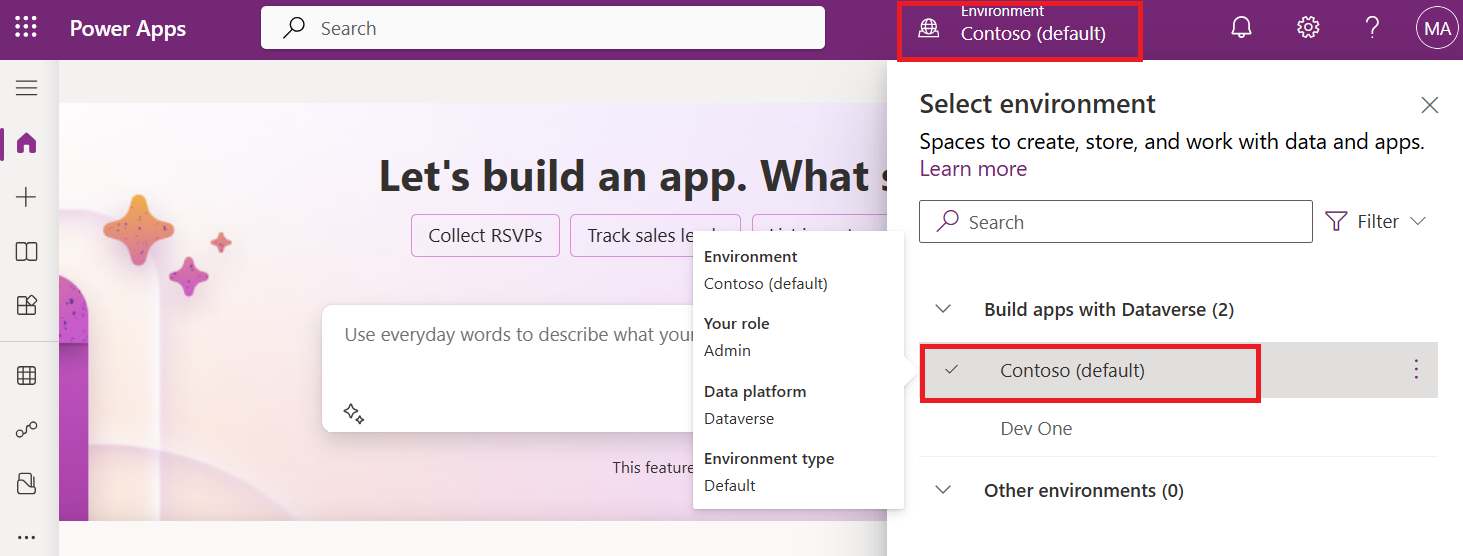 Power Apps
Search
Environment
Contoso (default)
MA
Let's build an app. What
Collect RSVPs
Track sales
Use everyday words to describe what your
This feature
Environment
Contoso (default)
Your role
Admin
Data platform
Dataverse
Environment type
Default
Select environment
Spaces to create, store, and work with data and apps.
Learn more
Search
Filter
Build apps with Dataverse (2)
Contoso (default)
Dev One
Other environments (0)